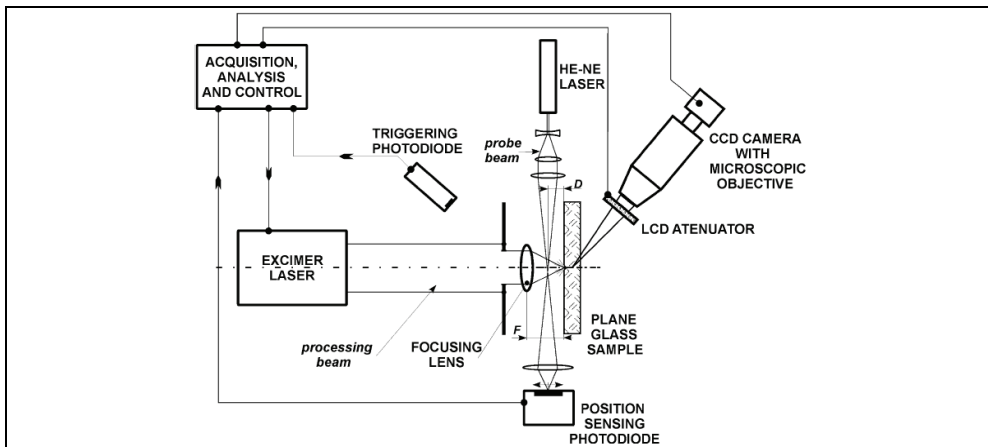 ACQUISITION,
ANALYSIS
AND CONTROL
HE-NE
LASER
TRIGGERING
PHOTODIODE
probe
beam
CCD CAMERA
WITH
MICROSCOPIC
OBJECTIVE
D
LCD ATENUATOR
EXCIMER
LASER
F
processing
beam
FOCUSING
LENS
PLANE
GLASS
SAMPLE
POSITION
SENSING
PHOTODIODE